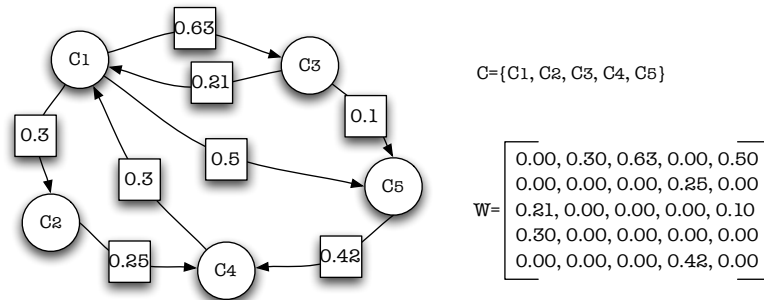 0.63
C1
C3
0.21
C={C1, C2, C3, C4, C5}
0.1
0.3
0.5
0.3
C5
C2
0.25
C4
0.42
W=
0.00, 0.30, 0.63, 0.00, 0.50
0.00, 0.00, 0.00, 0.25, 0.00
0.21, 0.00, 0.00, 0.00, 0.10
0.30, 0.00, 0.00, 0.00, 0.00
0.00, 0.00, 0.00, 0.42, 0.00